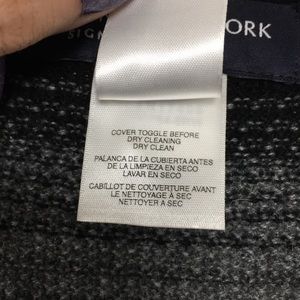 ORK
SIGN
COVER TOGGLE BEFORE
DRY CLEANING
DRY CLEAN
PALANCA DE LA CUBIERTA ANTES
DE LA LIMPIEZA EN SECO
LAVAR EN SECO
CABILLOT DE COUVERTURE AVANT
LE NETTOYAGE A SEC
NETTOYER A SEC